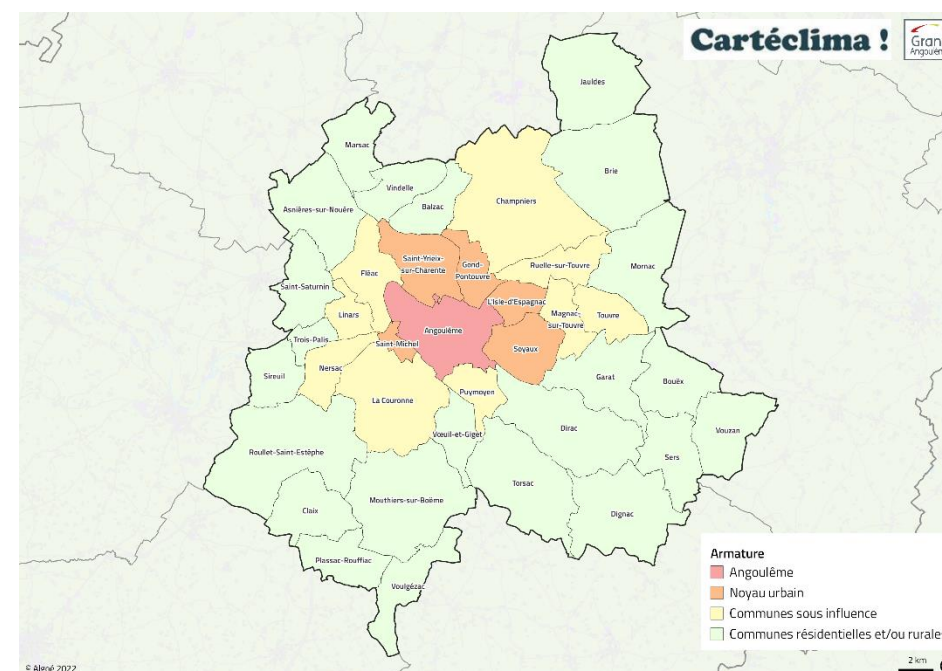 Cartéclima !
Gran
Angoulêm
Jauldes
Marsac
Brie
Vindelle
Balzac
Champniers
Asnières-sur-Nouère
Saint-Yrieix-
sur-Charente
Gond-
Pontouvre
Ruelle-sur-Touvre
Mornac
Fléac
Saint-Saturnin
L'Isle-d'Espagnac
Linars
Magnac-
sur-Touvre
Touvre
Angoulême
Trois-Palis
Saint-Michel
Soyaux
Sireuil
Nersac
Garat
Bouëx
Puymoyen
La Couronne
Vouzan
Dirac
Vœuil-et-Giget
Roullet-Saint-Estèphe
Sers
Torsac
Mouthiers-sur-Boëme
Claix
Dignac
Plassac-Rouffiac
Voulgézac
Armature
Angoulême
Noyau urbain
Communes sous influence
Communes résidentielles et/ou rurales
2 km
© Algoé 2022